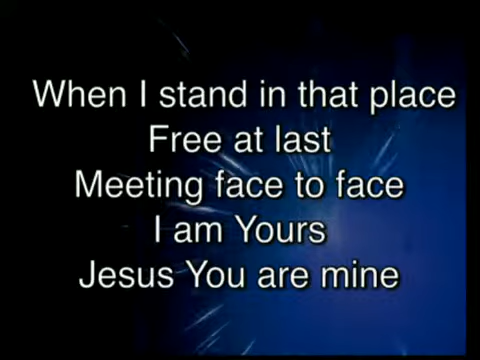 When I stand in that place
Free at last
Meeting face to face
I am Yours
Jesus You are mine